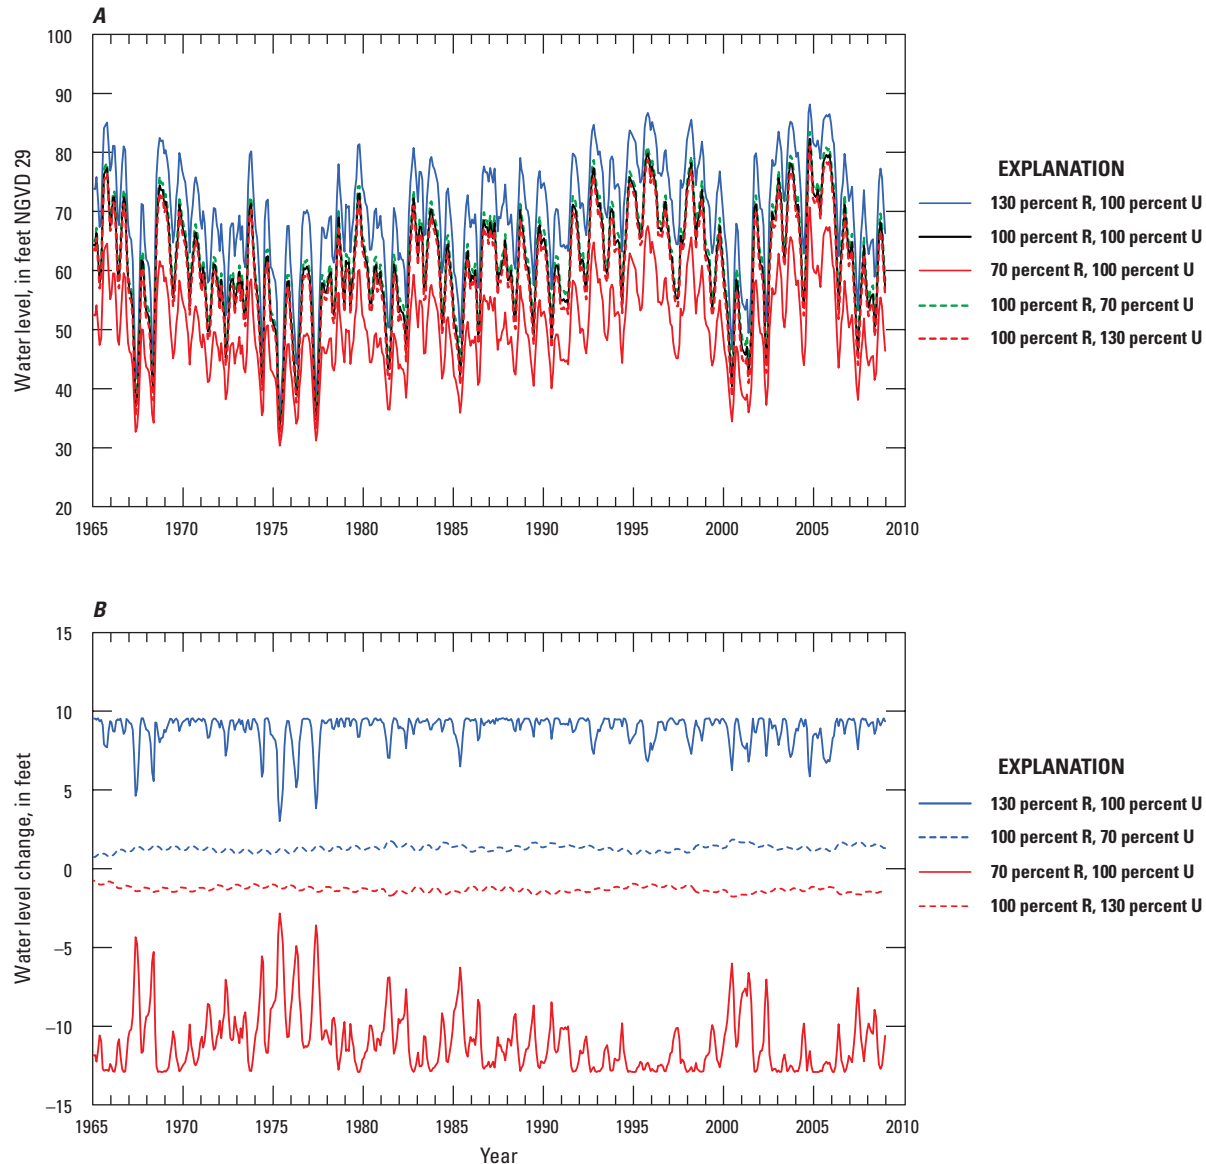 A
100
90
80
70
60
50
40
30
20
Water level, in feet NGVD 29
1965
1970
1975
1980
1985
1990
1995
2000
2005
2010
EXPLANATION
130 percent R, 100 percent U
100 percent R, 100 percent U
70 percent R, 100 percent U
100 percent R, 70 percent U
100 percent R, 130 percent U
B
15
10
5
0
–5
–10
–15
Water level change, in feet
1965
1970
1975
1980
1985
1990
1995
2000
2005
2010
Year
EXPLANATION
130 percent R, 100 percent U
100 percent R, 70 percent U
70 percent R, 100 percent U
100 percent R, 130 percent U